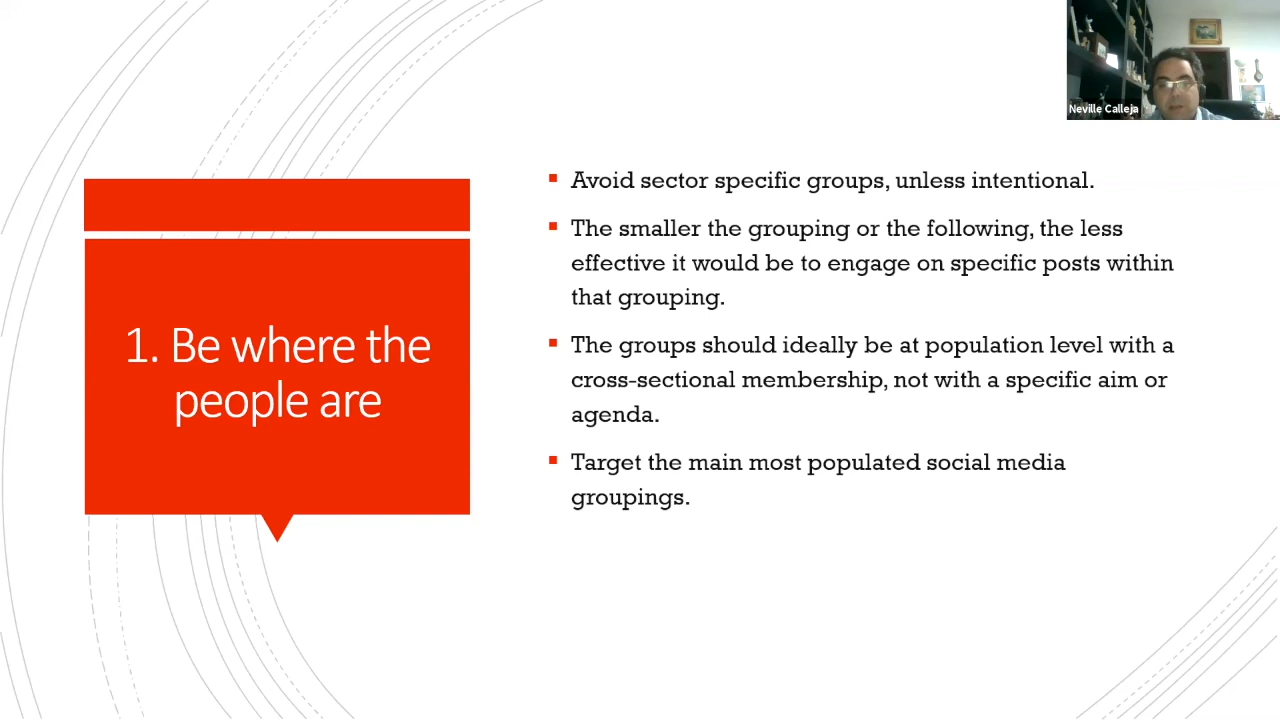 Neville Calleja
1. Be where the
people are
Avoid sector specific groups, unless intentional.
The smaller the grouping or the following, the less
effective it would be to engage on specific posts within
that grouping.
The groups should ideally be at population level with a
cross-sectional membership, not with a specific aim or
agenda.
Target the main most populated social media
groupings.